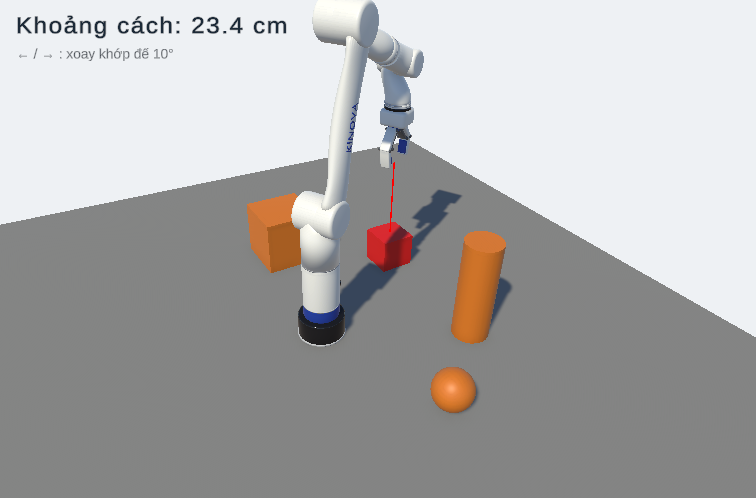 Khoảng cách: 23.4 cm
← / → : xoay khớp đế 10°
KINOVA